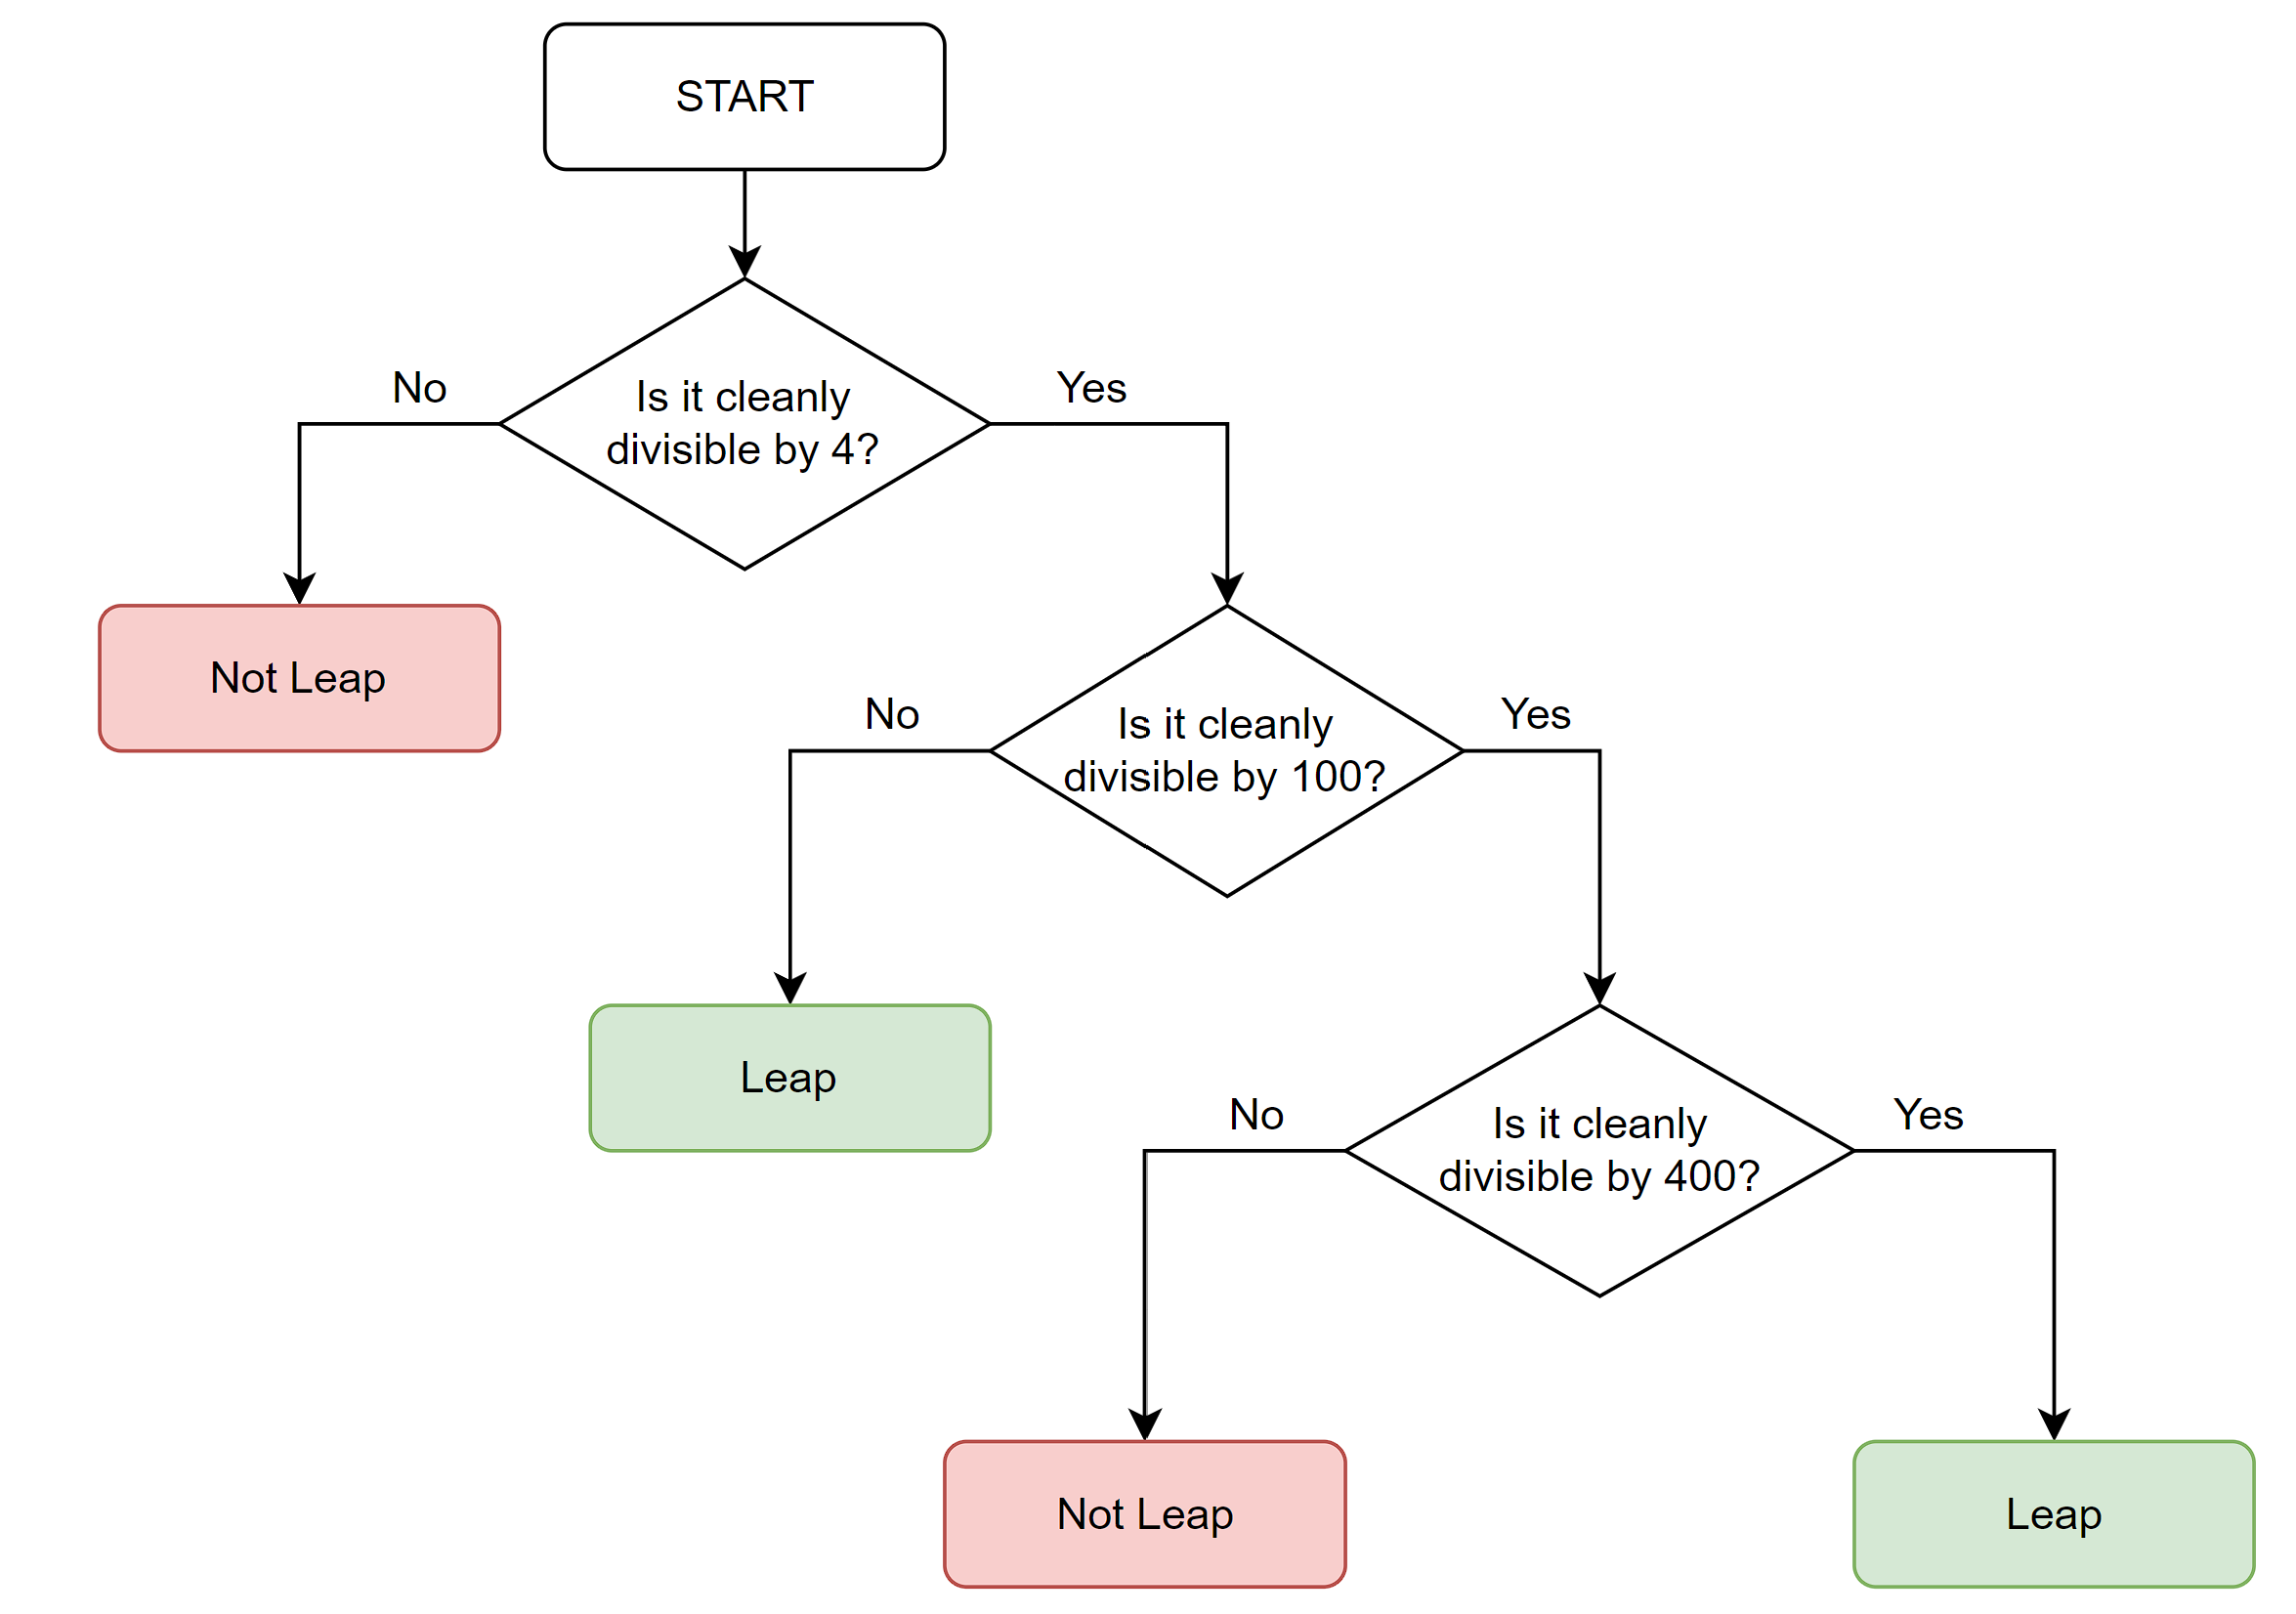 START
No
Yes
Is it cleanly
divisible by 4?
Not Leap
No
Yes
Is it cleanly
divisible by 100?
Leap
No
Yes
Is it cleanly
divisible by 400?
Not Leap
Leap